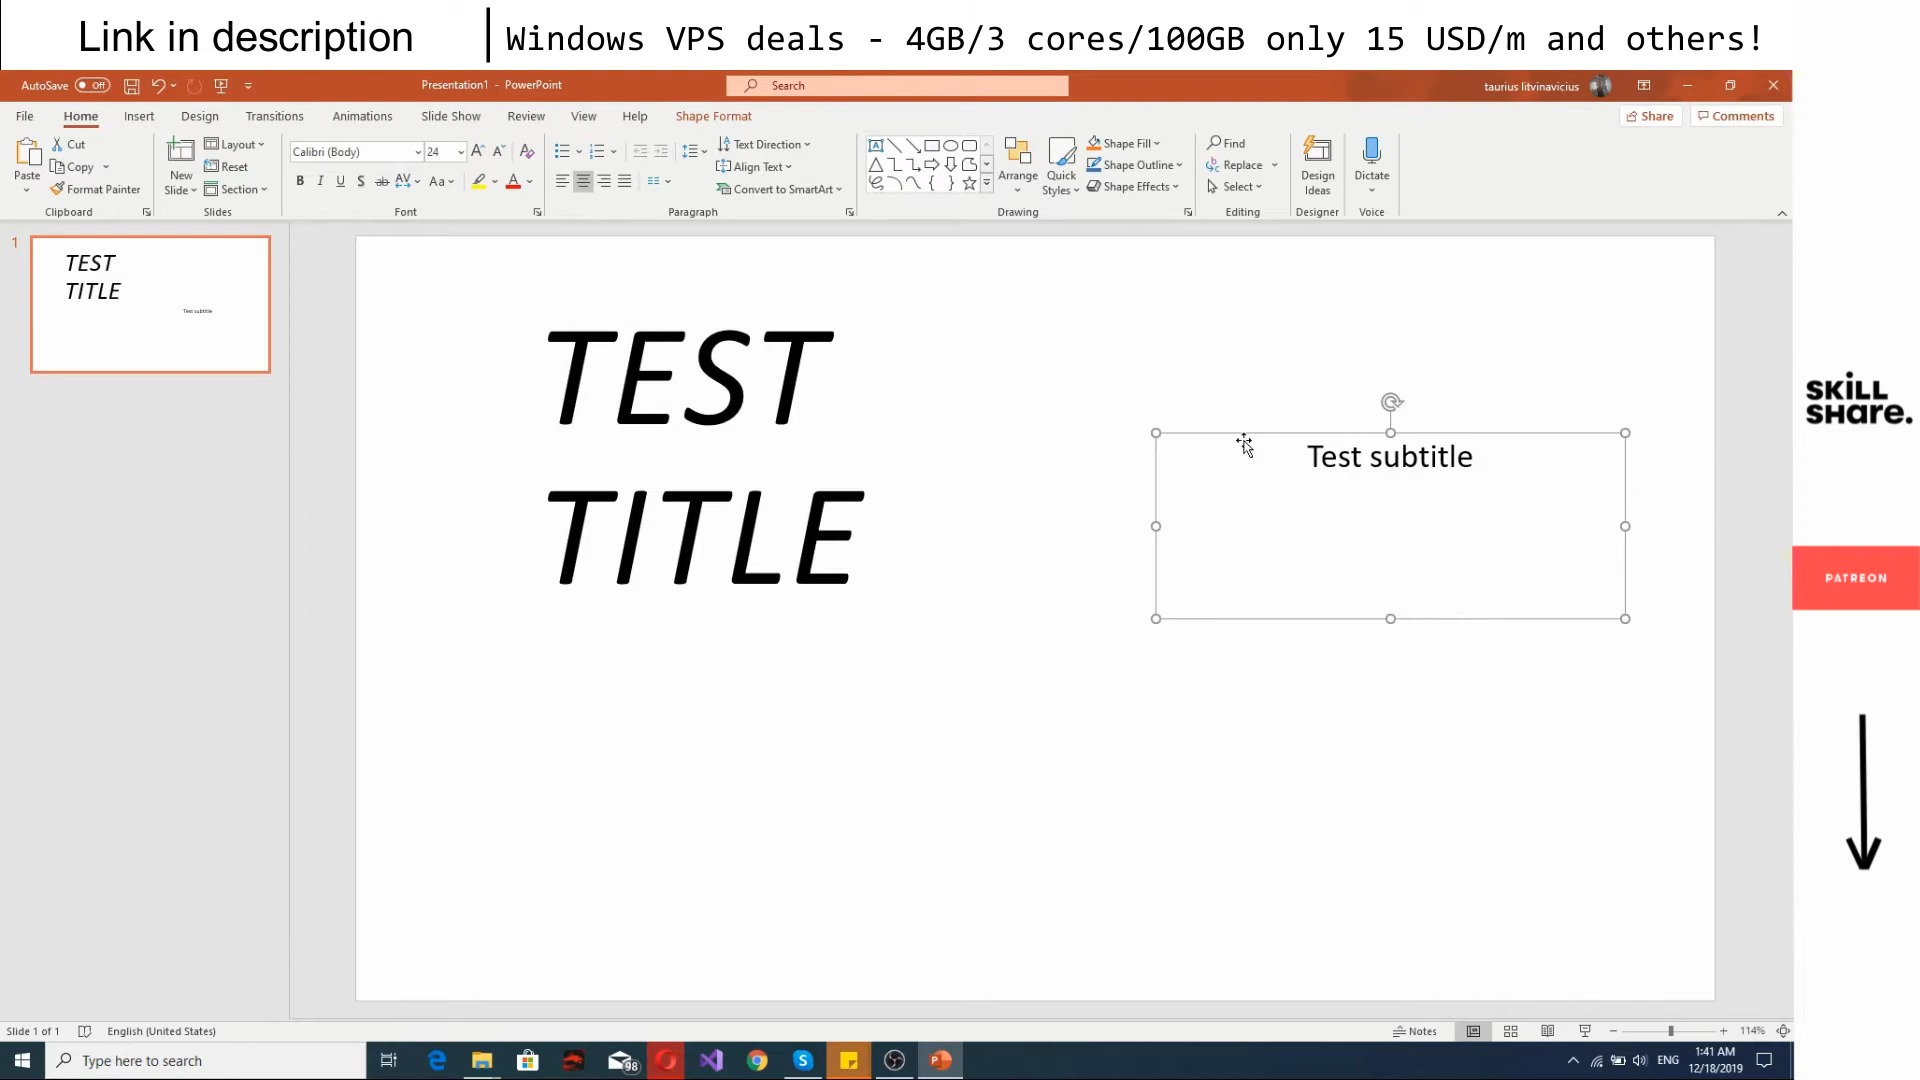 Link in description
Windows VPS deals - 4GB/3 cores/100GB only 15 USD/m and others!
AutoSave Off
Presentation1 - PowerPoint
Search
taurius litvinavicius
File Home Insert Design Transitions Animations Slide Show Review View Help Shape Format
Share
Comments
Paste
Cut
Copy
Format Painter
Clipboard
New
Slide
Layout
Reset
Section
Slides
Calibri (Body)
24
Font
Text Direction
Align Text
Convert to SmartArt
Paragraph
Arrange
Quick
Styles
Shape Fill
Shape Outline
Shape Effects
Drawing
Find
Replace
Select
Editing
Design
Ideas
Designer
Dictate
Voice
1
TEST
TITLE
Test subtitle
TEST
TITLE
Test subtitle
SKILL
SHARE.
PATREON
Slide 1 of 1
English (United States)
Notes
114%
Type here to search
98
ENG
1:41 AM
12/18/2019